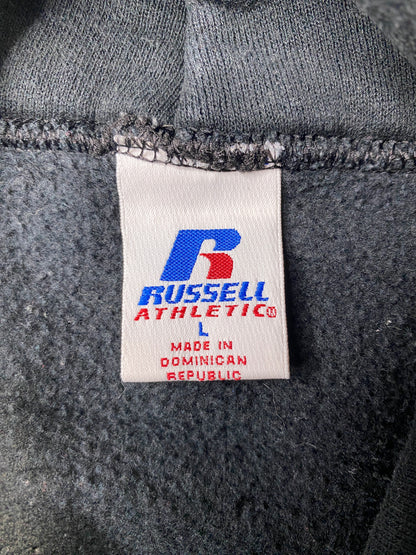 R
RUSSELL
ATHLETIC
L
MADE IN
DOMINICAN
REPUBLIC